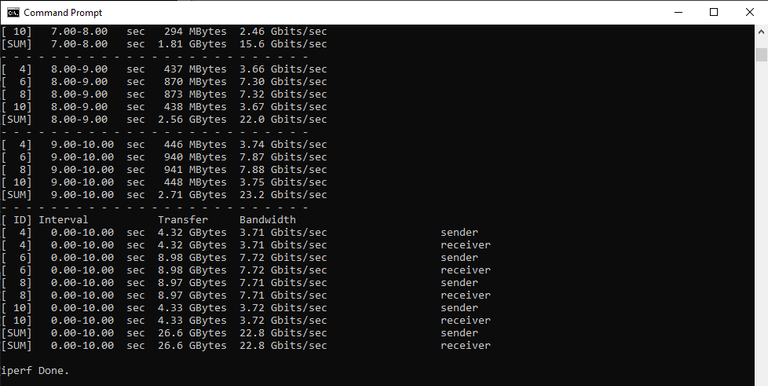 Command Prompt
[ 10]   7.00-8.00   sec   294 MBytes  2.46 Gbits/sec
[SUM]   7.00-8.00   sec  1.81 GBytes  15.6 Gbits/sec
- - - - - - - - - - - - - - - - - - - - - - - - -
[  4]   8.00-9.00   sec   437 MBytes  3.66 Gbits/sec
[  6]   8.00-9.00   sec   870 MBytes  7.30 Gbits/sec
[  8]   8.00-9.00   sec   873 MBytes  7.32 Gbits/sec
[ 10]   8.00-9.00   sec   438 MBytes  3.67 Gbits/sec
[SUM]   8.00-9.00   sec  2.56 GBytes  22.0 Gbits/sec
- - - - - - - - - - - - - - - - - - - - - - - - -
[  4]   9.00-10.00  sec   446 MBytes  3.74 Gbits/sec
[  6]   9.00-10.00  sec   940 MBytes  7.87 Gbits/sec
[  8]   9.00-10.00  sec   941 MBytes  7.88 Gbits/sec
[ 10]   9.00-10.00  sec   448 MBytes  3.75 Gbits/sec
[SUM]   9.00-10.00  sec  2.71 GBytes  23.2 Gbits/sec
- - - - - - - - - - - - - - - - - - - - - - - - -
[ ID] Interval           Transfer     Bandwidth
[  4]   0.00-10.00  sec  4.32 GBytes  3.71 Gbits/sec                  sender
[  4]   0.00-10.00  sec  4.32 GBytes  3.71 Gbits/sec                  receiver
[  6]   0.00-10.00  sec  8.98 GBytes  7.72 Gbits/sec                  sender
[  6]   0.00-10.00  sec  8.98 GBytes  7.72 Gbits/sec                  receiver
[  8]   0.00-10.00  sec  8.97 GBytes  7.71 Gbits/sec                  sender
[  8]   0.00-10.00  sec  8.97 GBytes  7.71 Gbits/sec                  receiver
[ 10]   0.00-10.00  sec  4.33 GBytes  3.72 Gbits/sec                  sender
[ 10]   0.00-10.00  sec  4.33 GBytes  3.72 Gbits/sec                  receiver
[SUM]   0.00-10.00  sec  26.6 GBytes  22.8 Gbits/sec                  sender
[SUM]   0.00-10.00  sec  26.6 GBytes  22.8 Gbits/sec                  receiver
iperf Done.